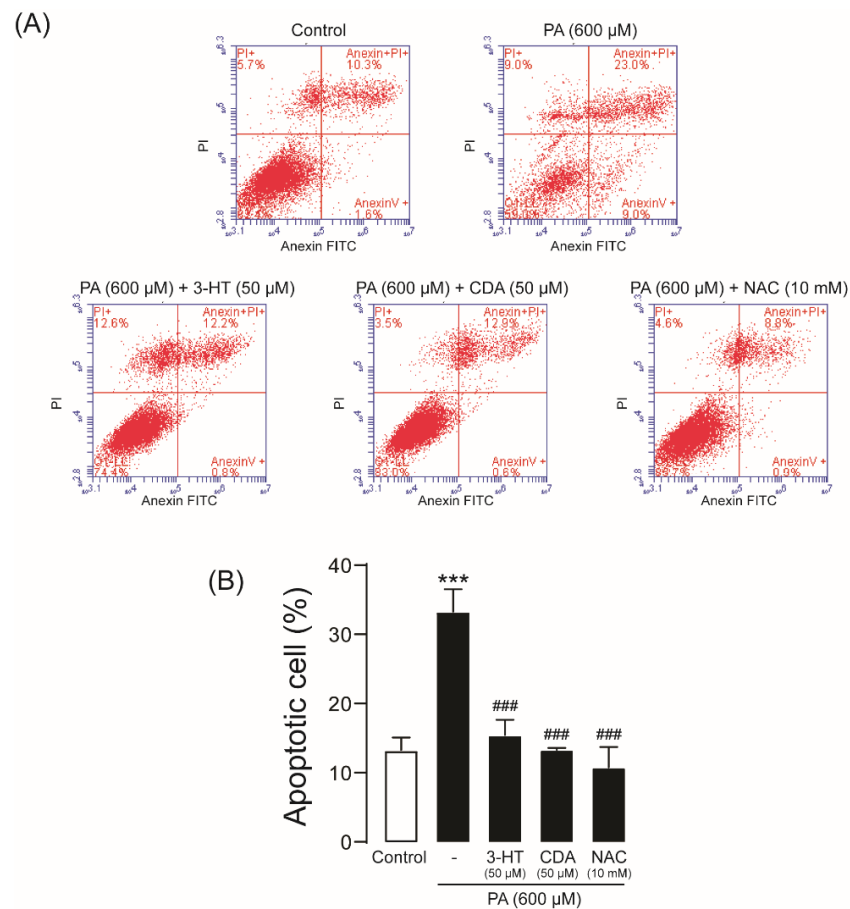 (A)
Control
PA (600 µM)
PI+
5.7%
Anexin+PI+
10.3%
AnexinV +
1.6%
PI
Anexin FITC
PI+
9.0%
Anexin+PI+
23.0%
AnexinV +
9.0%
PI
Anexin FITC
PA (600 µM) + 3-HT (50 µM)
PA (600 µM) + CDA (50 µM)
PA (600 µM) + NAC (10 mM)
PI+
12.6%
Anexin+PI+
12.2%
74.4%
AnexinV +
0.8%
PI
Anexin FITC
PI+
3.5%
Anexin+PI+
12.9%
83.0%
AnexinV +
0.6%
PI
Anexin FITC
PI+
4.6%
Anexin+PI+
8.8%
AnexinV +
0.9%
PI
Anexin FITC
(B)
Apoptotic cell (%)
40
30
20
10
0
***
###
###
###
Control
-
3-HT
(50 µM)
CDA
(50 µM)
NAC
(10 mM)
PA (600 µM)